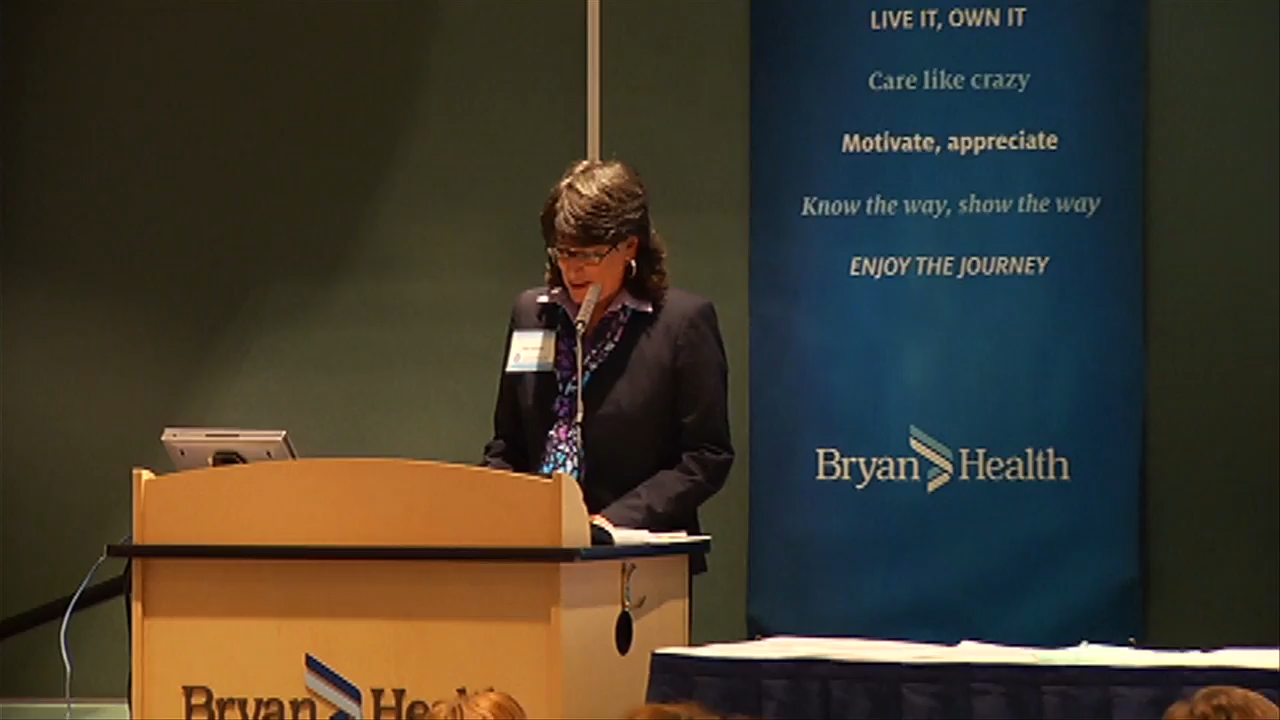 LIVE IT, OWN IT
Care like crazy
Motivate, appreciate
Know the way, show the way
ENJOY THE JOURNEY
Bryan Health
Bryan Health